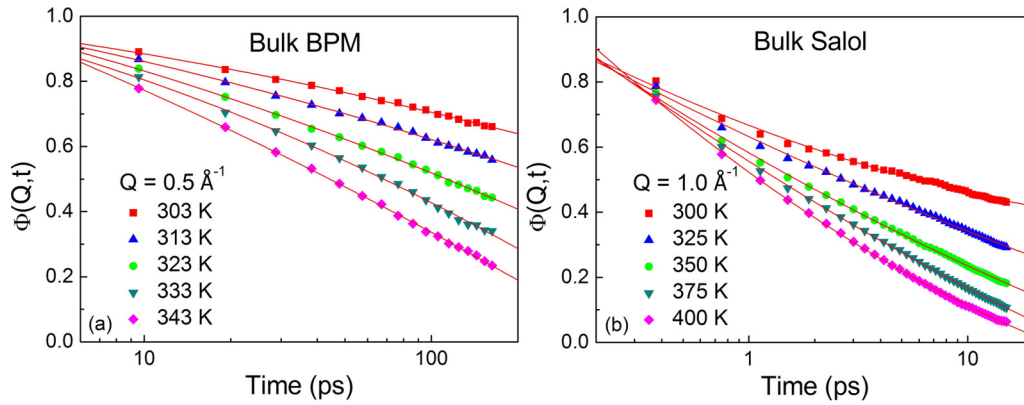 Bulk BPM
Φ(Q,t)
1.0
0.8
0.6
0.4
0.2
0.0
Q = 0.5 Å⁻¹
303 K
313 K
323 K
333 K
343 K
(a)
10
100
Time (ps)
Bulk Salol
Φ(Q,t)
1.0
0.8
0.6
0.4
0.2
0.0
Q = 1.0 Å⁻¹
300 K
325 K
350 K
375 K
400 K
(b)
1
10
Time (ps)